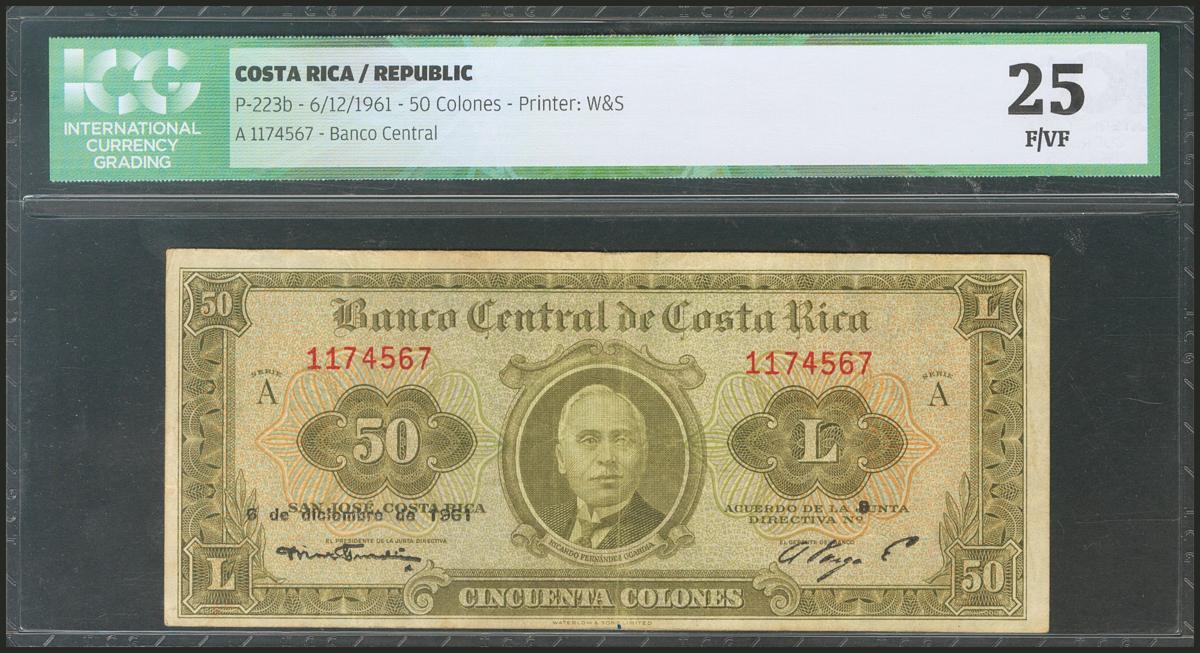 ICG
INTERNATIONAL
CURRENCY
GRADING
COSTA RICA / REPUBLIC
P-223b - 6/12/1961 - 50 Colones - Printer: W&S
A 1174567 - Banco Central
25
F/VF
50
L
Banco Central de Costa Rica
1174567
1174567
SERIE
A
SERIE
A
50
L
SAN JOSE, COSTA RICA
6 de diciembre de 1961
ACUERDO DE LA JUNTA
DIRECTIVA Nº 9
EL PRESIDENTE DE LA JUNTA DIRECTIVA
EL GERENTE DEL BANCO
RICARDO FERNÁNDEZ GUARDIA
L
50
CINCUENTA COLONES
WATERLOW & SONS LIMITED